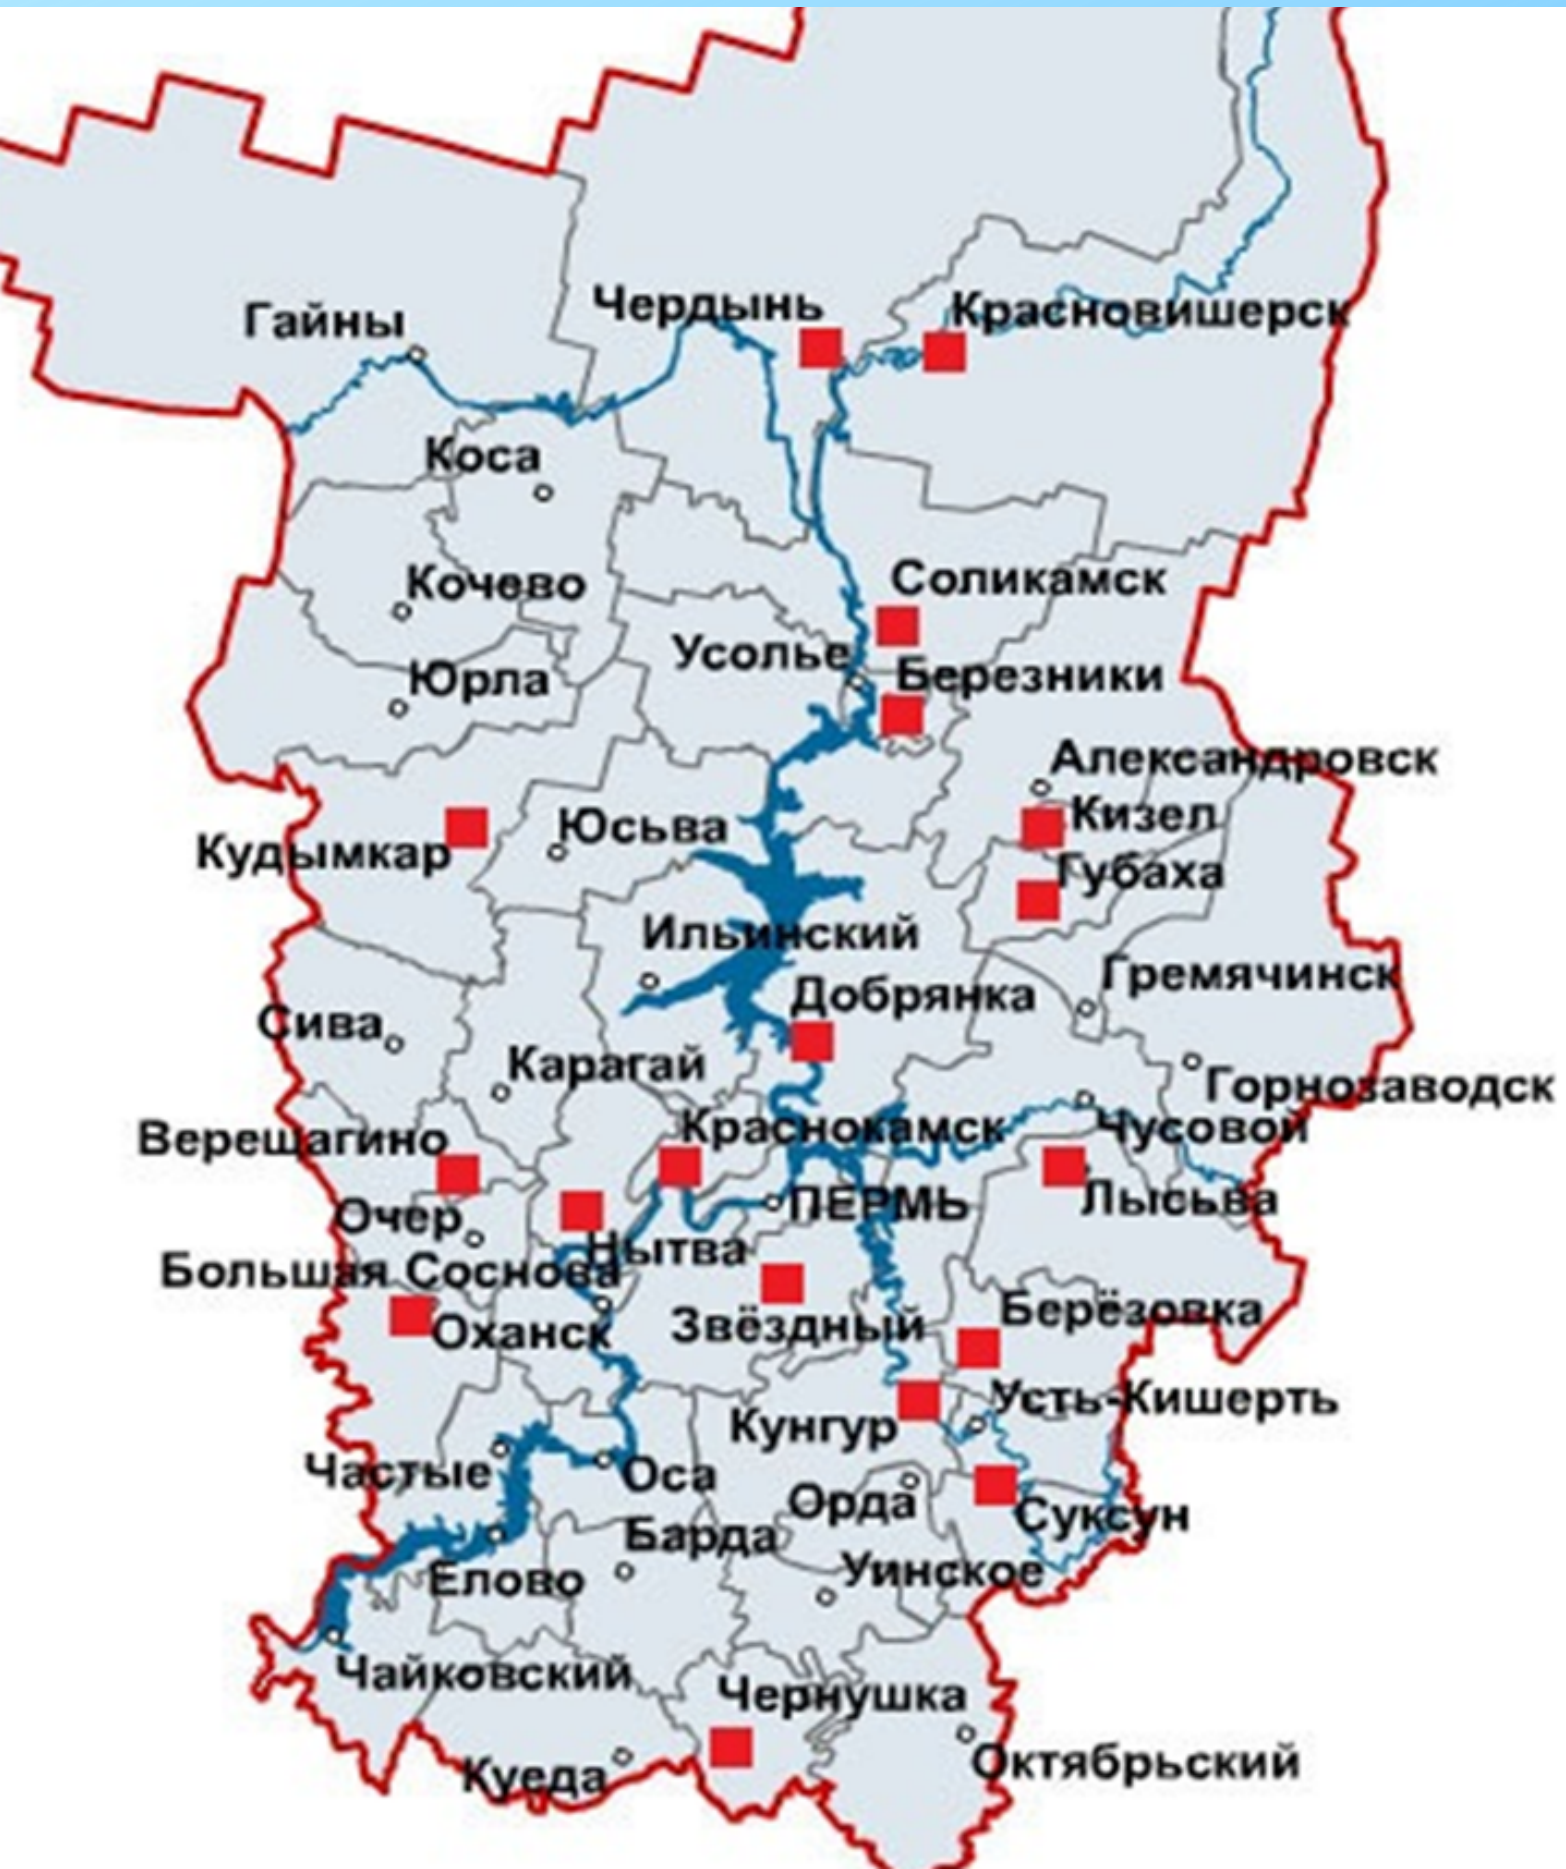 Чердынь
Красновишерск
Гайны
Коса
Соликамск
Кочево
Усолье
Березники
Юрла
Александровск
Кизел
Юсьва
Кудымкар
Губаха
Ильинский
Гремячинск
Добрянка
Сива
Карагай
Горнозаводск
Краснокамск
Чусовой
Верещагино
Лысьва
ПЕРМЬ
Очер
Нытва
Большая Соснова
Берёзовка
Звёздный
Оханск
Усть-Кишерть
Кунгур
Частые
Оса
Орда
Суксун
Барда
Уинское
Елово
Чайковский
Чернушка
Октябрьский
Куеда